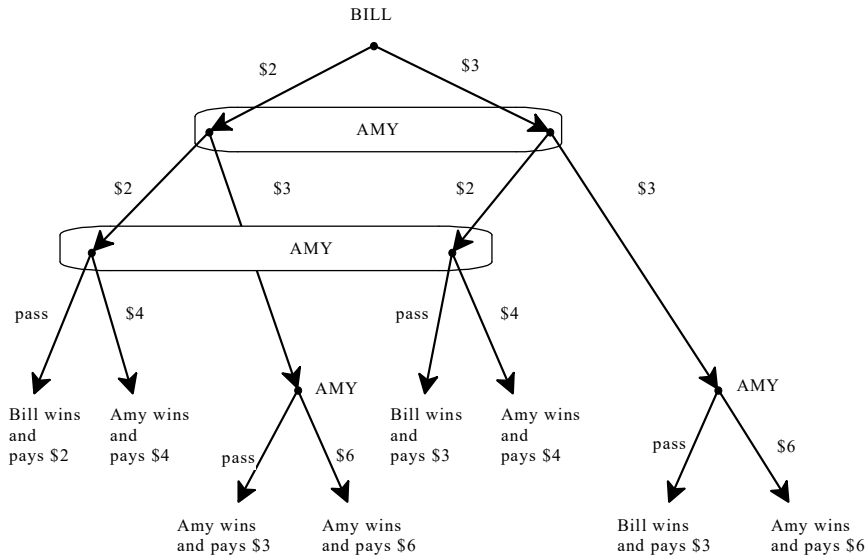 BILL
$2
$3
AMY
$2
$3
$2
$3
AMY
pass
$4
pass
$4
AMY
AMY
Bill wins
and
pays $2
Amy wins
and
pays $4
pass
$6
Bill wins
and
pays $3
Amy wins
and
pays $4
pass
$6
Amy wins
and pays $3
Amy wins
and pays $6
Bill wins
and pays $3
Amy wins
and pays $6